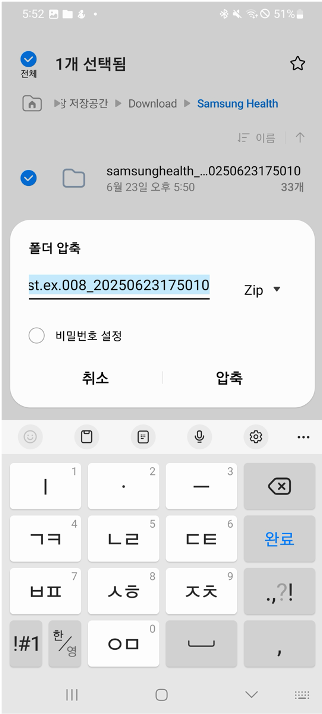 5:52
51%
전체
1개 선택됨
저장공간 ▶ Download ▶ Samsung Health
이름
samsunghealth_...0250623175010
6월 23일 오후 5:50
33개
폴더 압축
st.ex.008_20250623175010
Zip
비밀번호 설정
취소
압축
ㅣ 1
· 2
ㅡ 3
ㄱㅋ 4
ㄴㄹ 5
ㄷㅌ 6
완료
ㅂㅍ 7
ㅅㅎ 8
ㅈㅊ 9
.,?!
!#1
한/영
ㅇㅁ 0
,